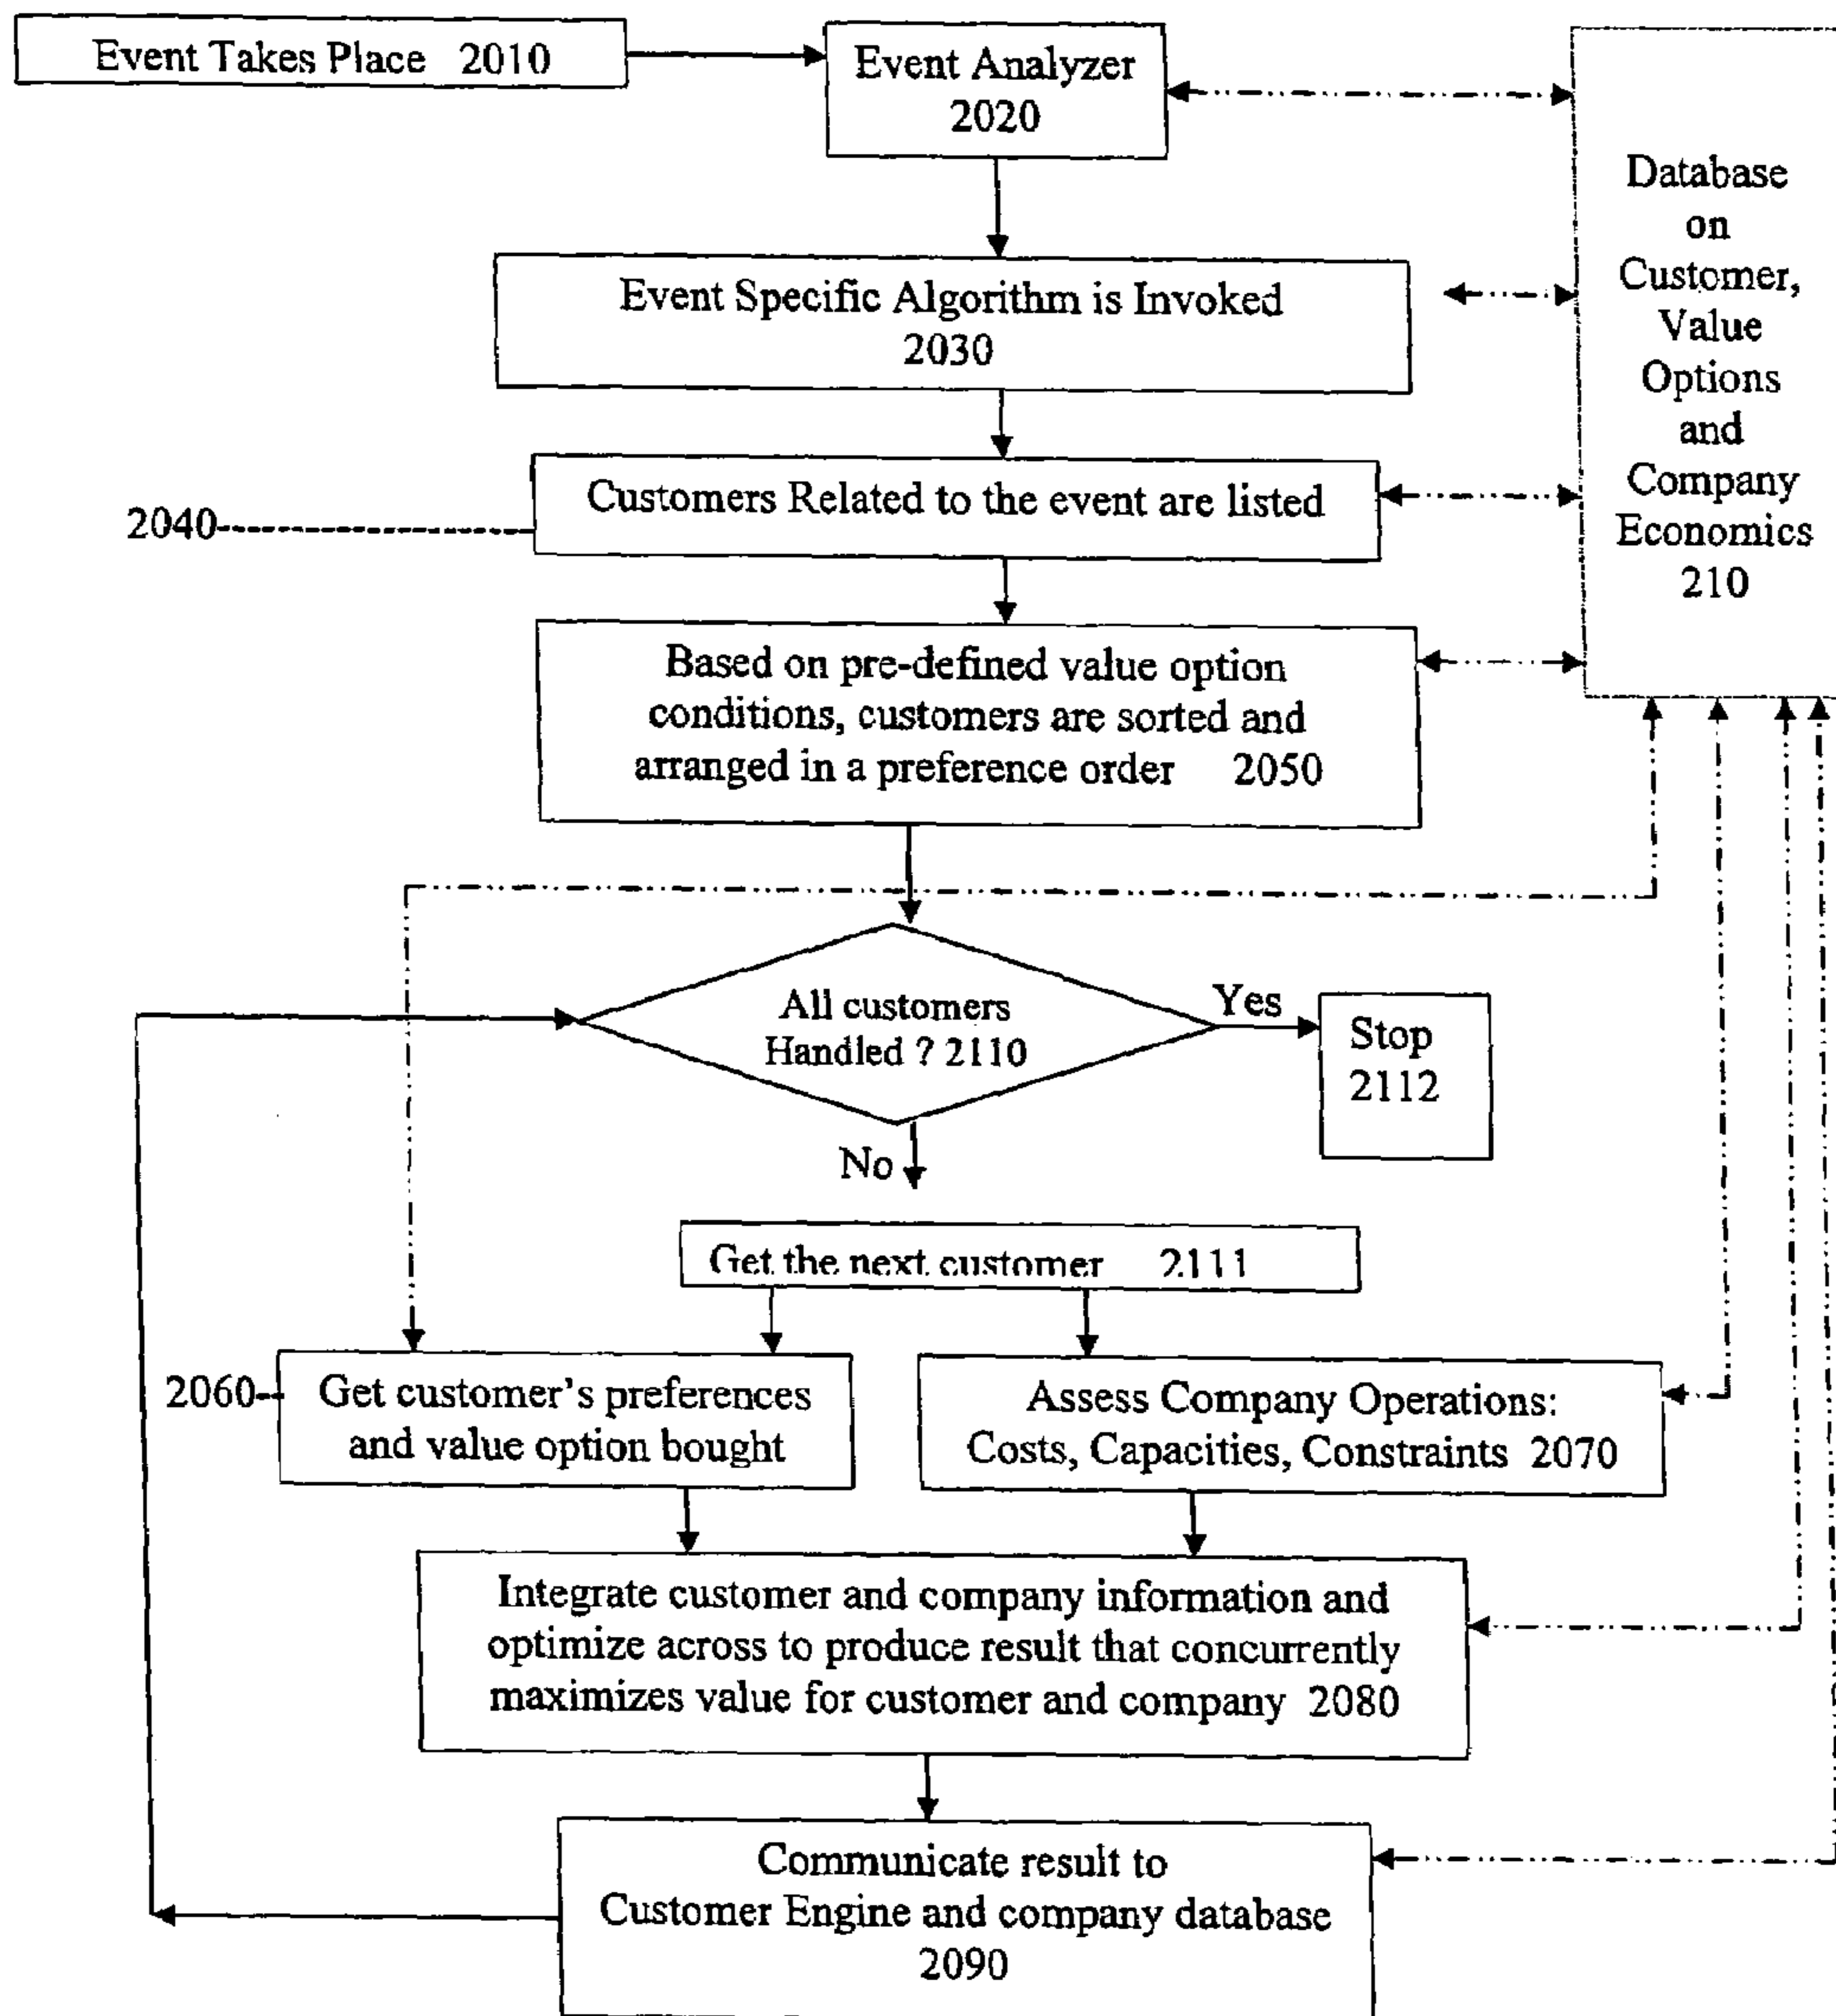 Event Takes Place 2010
Event Analyzer
2020
Database
on
Customer,
Value
Options
and
Company
Economics
210
Event Specific Algorithm is Invoked
2030
Customers Related to the event are listed
2040
Based on pre-defined value option
conditions, customers are sorted and
arranged in a preference order 2050
All customers
Handled ? 2110
Yes
Stop
2112
No
Get the next customer 2111
2060
Get customer's preferences
and value option bought
Assess Company Operations:
Costs, Capacities, Constraints 2070
Integrate customer and company information and
optimize across to produce result that concurrently
maximizes value for customer and company 2080
Communicate result to
Customer Engine and company database
2090